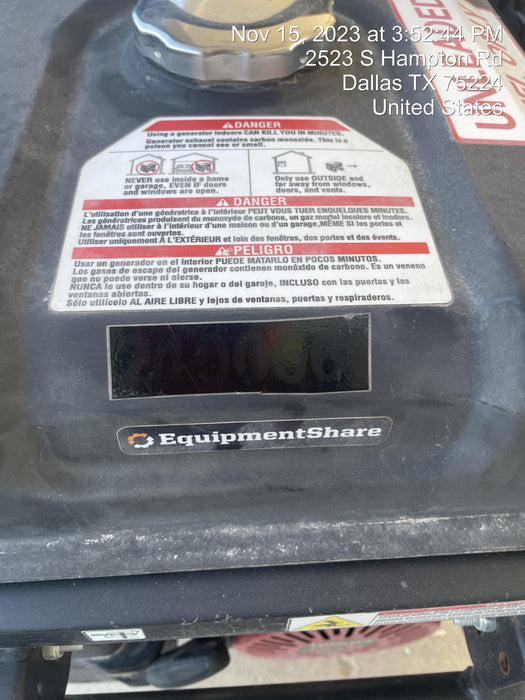 Nov 15, 2023 at 3:52:44 PM
2523 S Hampton Rd
Dallas TX 75224
United States
UNLEADED
DANGER
Using a generator indoors CAN KILL YOU IN MINUTES.
Generator exhaust contains carbon monoxide. This is a
poison you cannot see or smell.
NEVER use inside a home
or garage, EVEN IF doors
and windows are open.
Only use OUTSIDE and
far away from windows,
doors, and vents.
DANGER
L'utilisation d'une génératrice à l'intérieur PEUT VOUS TUER ENQUELQUES MINUTES.
Les génératrices produisent du monoxyde de carbone, un gaz mortel incolore et inodore.
NE JAMAIS utiliser à l'intérieur d'une maison ou d'un garage,MÊME SI les portes et
les fenêtres sont ouvertes.
Utiliser uniquement À L'EXTÉRIEUR et loin des fenêtres, des portes et des évents.
PELIGRO
Usar un generador en el interior PUEDE MATARLO EN POCOS MINUTOS.
Los gases de escape del generador contienen monóxido de carbono. Es un veneno
que no puede verse ni olerse.
NUNCA lo use dentro de su hogar o del garaje, INCLUSO con las puertas y las
ventanas abiertas.
Sólo utilícelo AL AIRE LIBRE y lejos de ventanas, puertas y respiraderos.
EquipmentShare